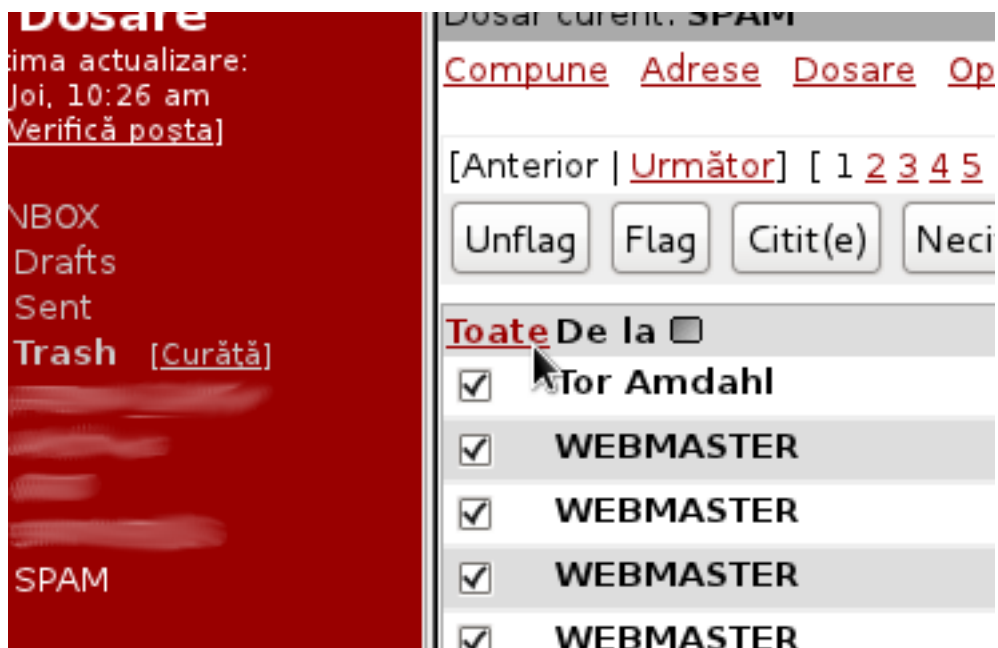 Dosare
tima actualizare:
Joi, 10:26 am
Verifică poșta]
NBOX
Drafts
Sent
Trash [Curăță]
SPAM
Dosar curent: SPAM
Compune Adrese Dosare Op
[Anterior | Următor] [ 1 2 3 4 5
Unflag Flag Citit(e) Neci
Toate De la
Tor Amdahl
WEBMASTER
WEBMASTER
WEBMASTER
WEBMASTER